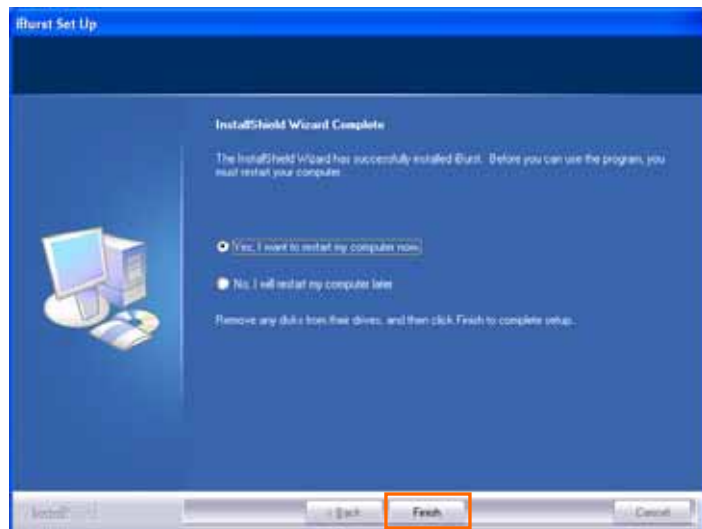 iBurst Set Up
InstallShield Wizard Complete
The InstallShield Wizard has successfully installed iBurst. Before you can use the program, you
must restart your computer.
Yes, I want to restart my computer now.
No, I will restart my computer later.
Remove any disks from their drives, and then click Finish to complete setup.
InstallShield
< Back
Finish
Cancel